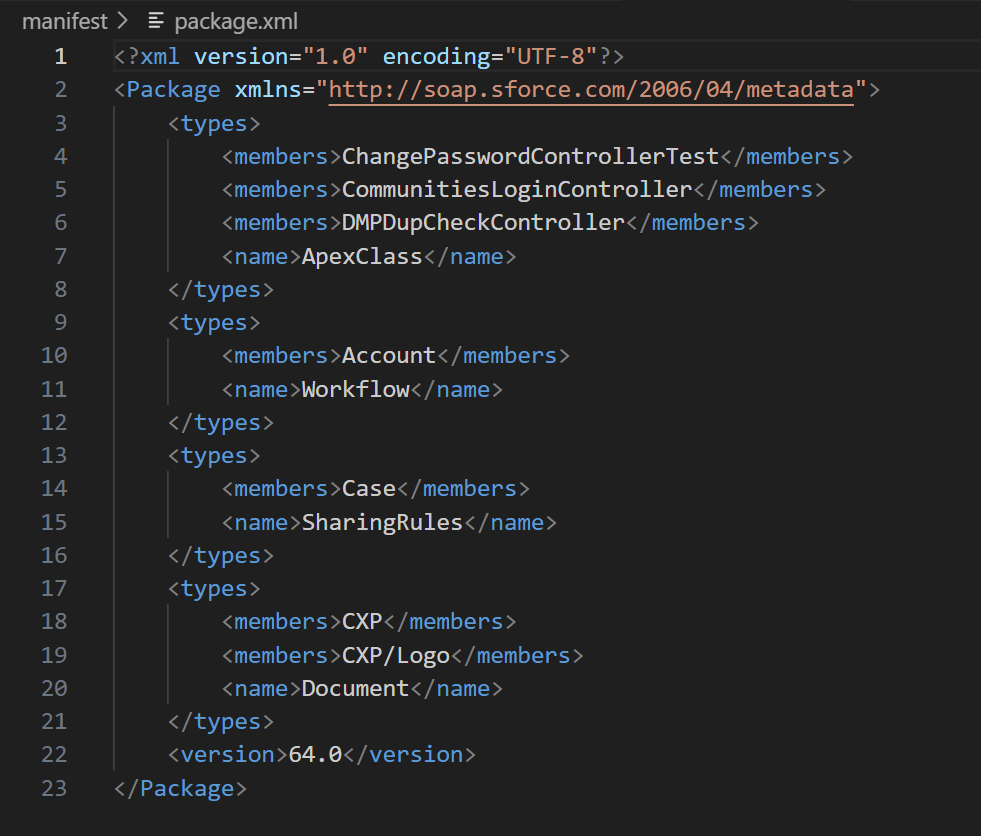 manifest > package.xml
1 <?xml version="1.0" encoding="UTF-8"?>
2 <Package xmlns="http://soap.sforce.com/2006/04/metadata">
3     <types>
4         <members>ChangePasswordControllerTest</members>
5         <members>CommunitiesLoginController</members>
6         <members>DMPDupCheckController</members>
7         <name>ApexClass</name>
8     </types>
9     <types>
10         <members>Account</members>
11         <name>Workflow</name>
12     </types>
13     <types>
14         <members>Case</members>
15         <name>SharingRules</name>
16     </types>
17     <types>
18         <members>CXP</members>
19         <members>CXP/Logo</members>
20         <name>Document</name>
21     </types>
22     <version>64.0</version>
23 </Package>